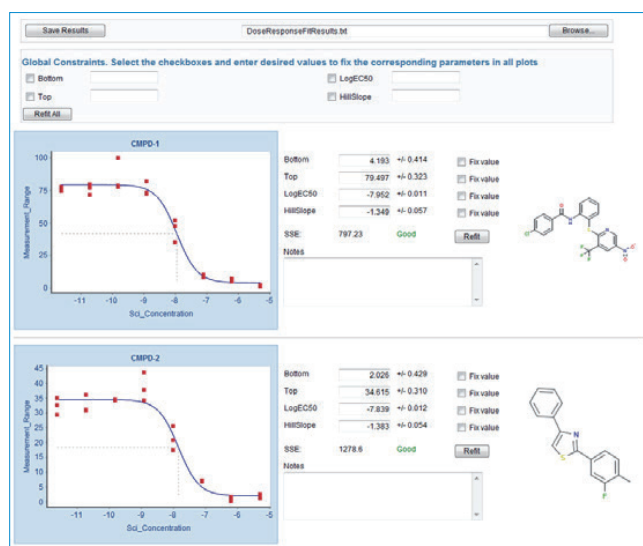 Save Results DoseResponseFitResults.txt Browse...
Global Constraints. Select the checkboxes and enter desired values to fix the corresponding parameters in all plots
Bottom LogEC50
Top HillSlope
Refit All
CMPD-1
Measurement_Range
100
75
50
25
0
-11 -10 -9 -8 -7 -6 -5
Sci_Concentration
Bottom 4.193 +/- 0.414 Fix value
Top 79.497 +/- 0.323 Fix value
LogEC50 -7.952 +/- 0.011 Fix value
HillSlope -1.349 +/- 0.057 Fix value
SSE: 797.23 Good Refit
Notes
CMPD-2
Measurement_Range
45
40
35
30
25
20
15
10
5
0
-11 -10 -9 -8 -7 -6 -5
Sci_Concentration
Bottom 2.026 +/- 0.429 Fix value
Top 34.615 +/- 0.310 Fix value
LogEC50 -7.839 +/- 0.012 Fix value
HillSlope -1.383 +/- 0.054 Fix value
SSE: 1278.6 Good Refit
Notes